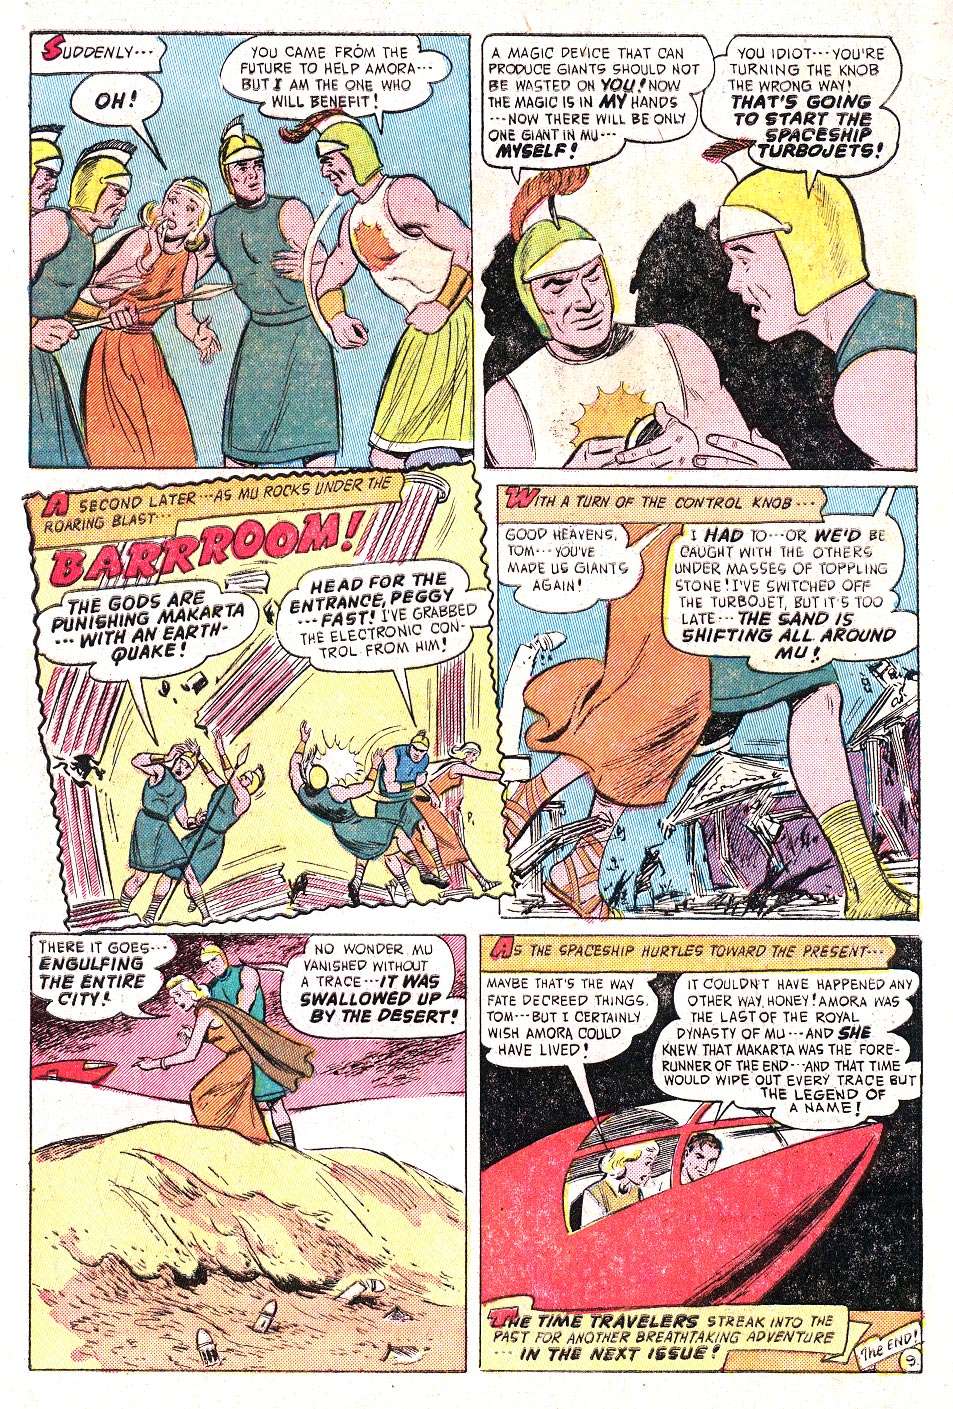 SUDDENLY---
OH!
YOU CAME FROM THE
FUTURE TO HELP AMORA---
BUT I AM THE ONE WHO
WILL BENEFIT!
A MAGIC DEVICE THAT CAN
PRODUCE GIANTS SHOULD NOT
BE WASTED ON YOU! NOW
THE MAGIC IS IN MY HANDS
---NOW THERE WILL BE ONLY
ONE GIANT IN MU---
MYSELF!
YOU IDIOT---YOU'RE
TURNING THE KNOB
THE WRONG WAY!
THAT'S GOING
TO START THE
SPACESHIP
TURBOJETS!
A SECOND LATER---AS MU ROCKS UNDER THE
ROARING BLAST---
BARRROOM!
THE GODS ARE
PUNISHING MAKARTA
---WITH AN EARTH-
QUAKE!
HEAD FOR THE
ENTRANCE, PEGGY
---FAST! I'VE GRABBED
THE ELECTRONIC CON-
TROL FROM HIM!
WITH A TURN OF THE CONTROL KNOB---
GOOD HEAVENS,
TOM---YOU'VE
MADE US GIANTS
AGAIN!
I HAD TO---OR WE'D BE
CAUGHT WITH THE OTHERS
UNDER MASSES OF TOPPLING
STONE! I'VE SWITCHED OFF
THE TURBOJET, BUT IT'S TOO
LATE---THE SAND IS
SHIFTING ALL AROUND
MU!
THERE IT GOES---
ENGULFING
THE ENTIRE
CITY!
NO WONDER MU
VANISHED WITHOUT
A TRACE---IT WAS
SWALLOWED UP
BY THE DESERT!
AS THE SPACESHIP HURTLES TOWARD THE PRESENT---
MAYBE THAT'S THE WAY
FATE DECREED THINGS,
TOM---BUT I CERTAINLY
WISH AMORA COULD
HAVE LIVED!
IT COULDN'T HAVE HAPPENED ANY
OTHER WAY, HONEY! AMORA WAS
THE LAST OF THE ROYAL
DYNASTY OF MU---AND SHE
KNEW THAT MAKARTA WAS THE FORE-
RUNNER OF THE END---AND THAT TIME
WOULD WIPE OUT EVERY TRACE BUT
THE LEGEND OF
A NAME!
THE TIME TRAVELERS STREAK INTO THE
PAST FOR ANOTHER BREATHTAKING ADVENTURE
---IN THE NEXT ISSUE!
The END!
9